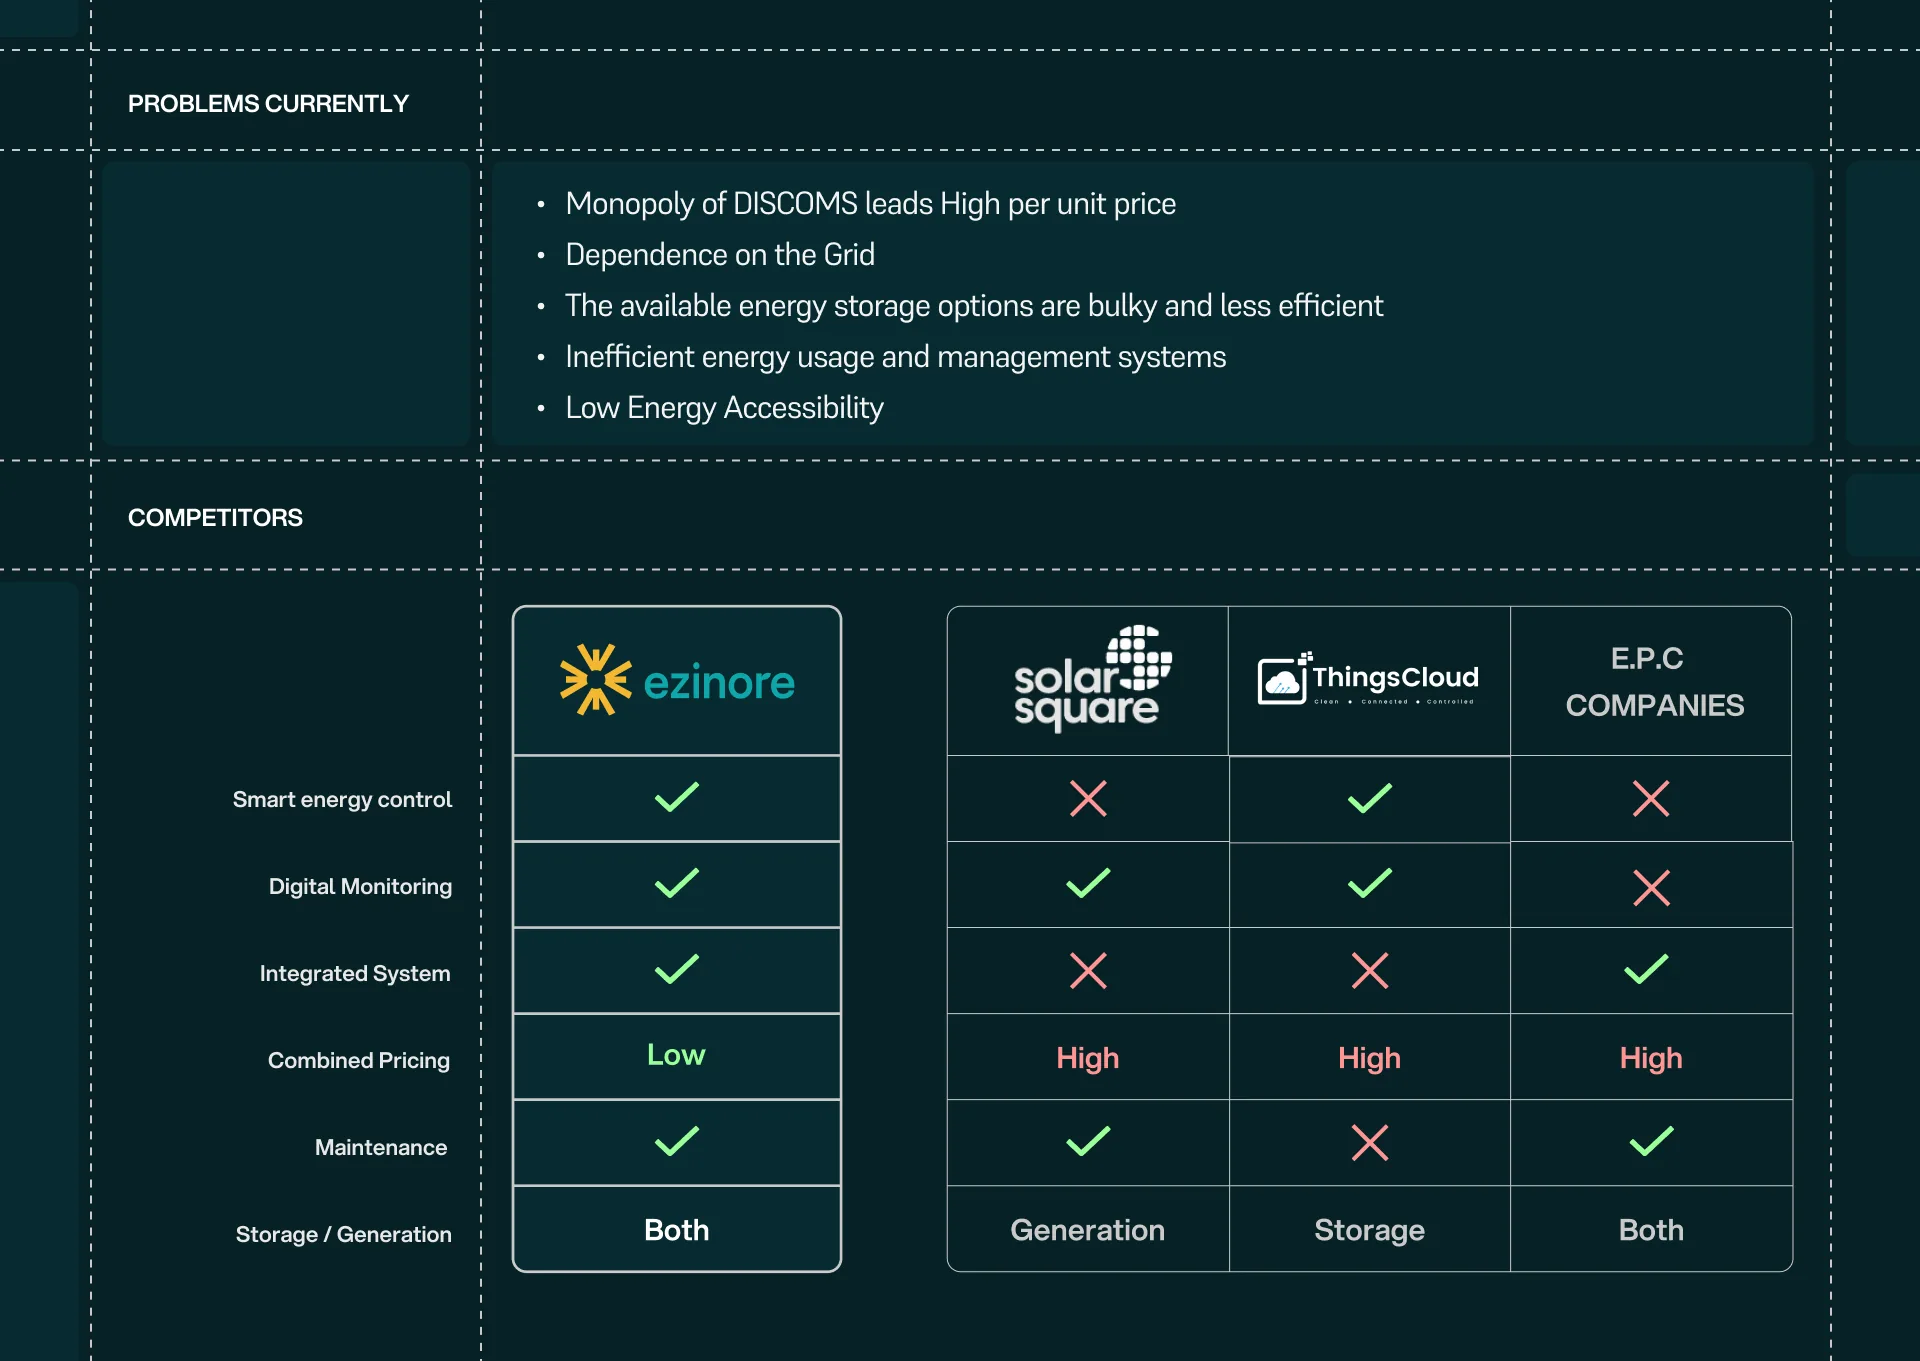 PROBLEMS CURRENTLY
• Monopoly of DISCOMS leads High per unit price
• Dependence on the Grid
• The available energy storage options are bulky and less efficient
• Inefficient energy usage and management systems
• Low Energy Accessibility
COMPETITORS
ezinore
solar
square
ThingsCloud
Clean • Connected • Controlled
E.P.C
COMPANIES
Smart energy control
Digital Monitoring
Integrated System
Combined Pricing Low High High High
Maintenance
Storage / Generation Both Generation Storage Both